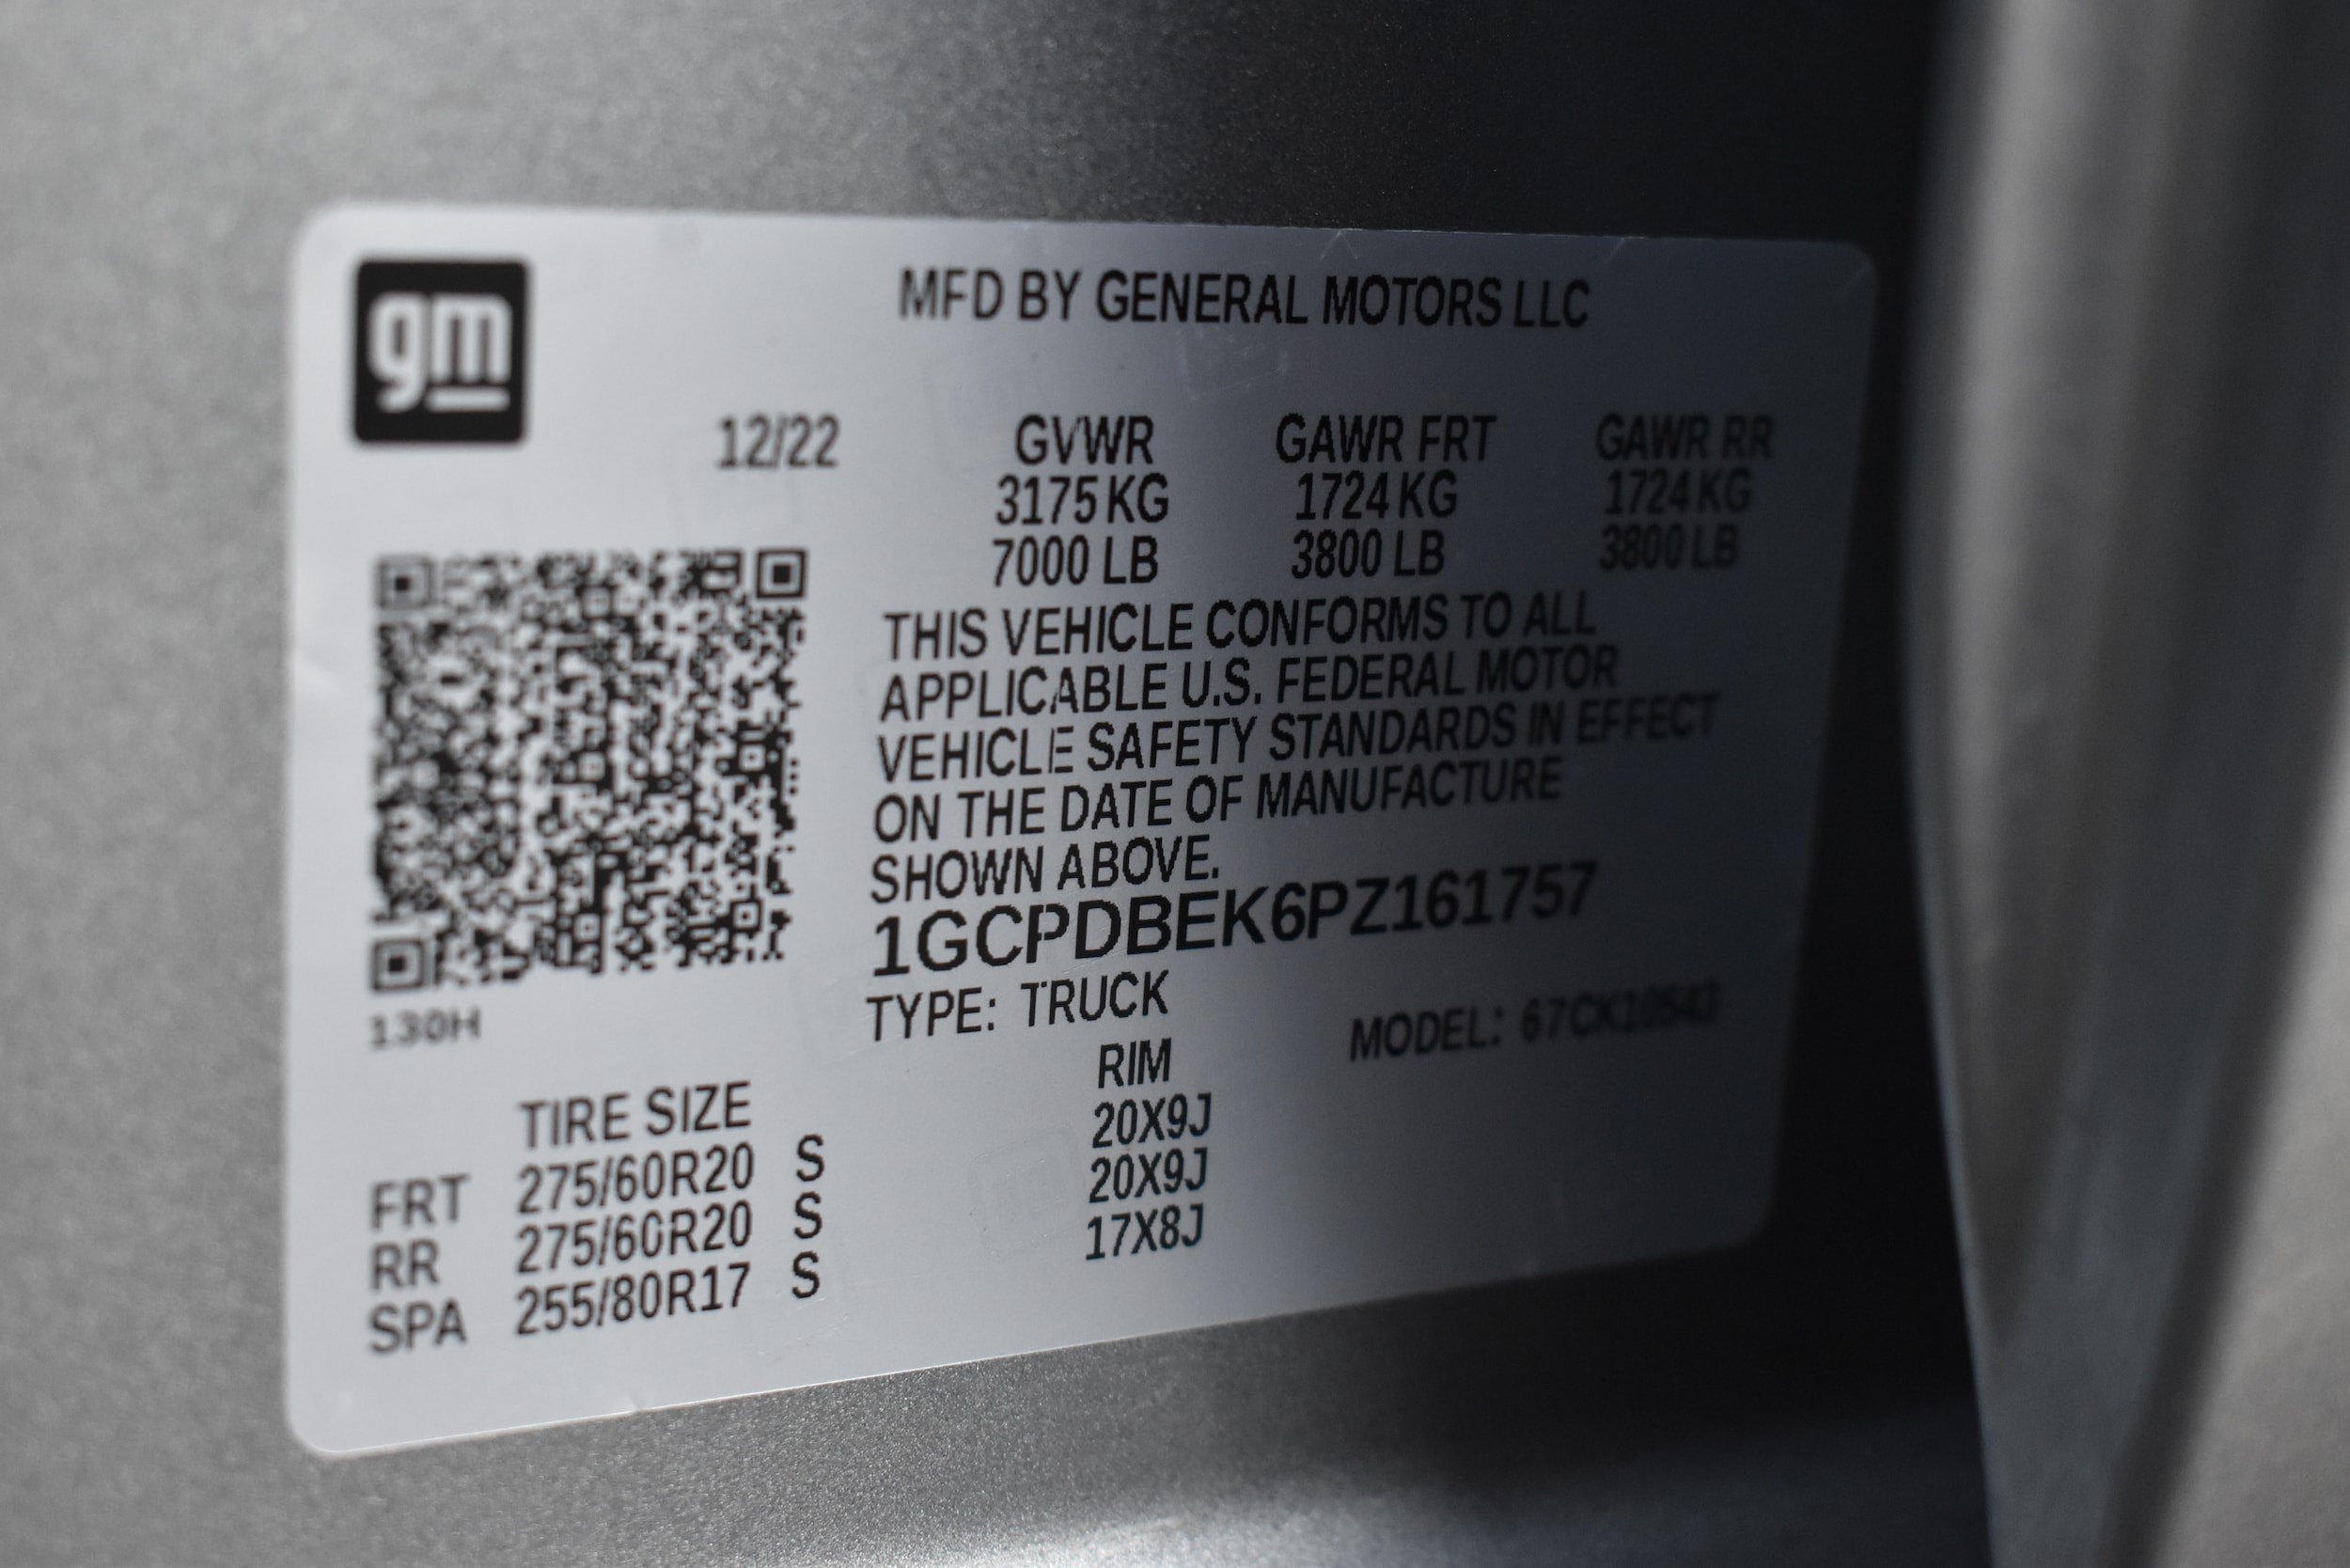 gm
MFD BY GENERAL MOTORS LLC
12/22 GVWR GAWR FRT GAWR RR
3175 KG 1724 KG 1724 KG
7000 LB 3800 LB 3800 LB
THIS VEHICLE CONFORMS TO ALL
APPLICABLE U.S. FEDERAL MOTOR
VEHICLE SAFETY STANDARDS IN EFFECT
ON THE DATE OF MANUFACTURE
SHOWN ABOVE.
1GCPDBEK6PZ161757
130H
TYPE: TRUCK MODEL: 67CK10543
TIRE SIZE RIM
FRT 275/60R20 S 20X9J
RR 275/60R20 S 20X9J
SPA 255/80R17 S 17X8J